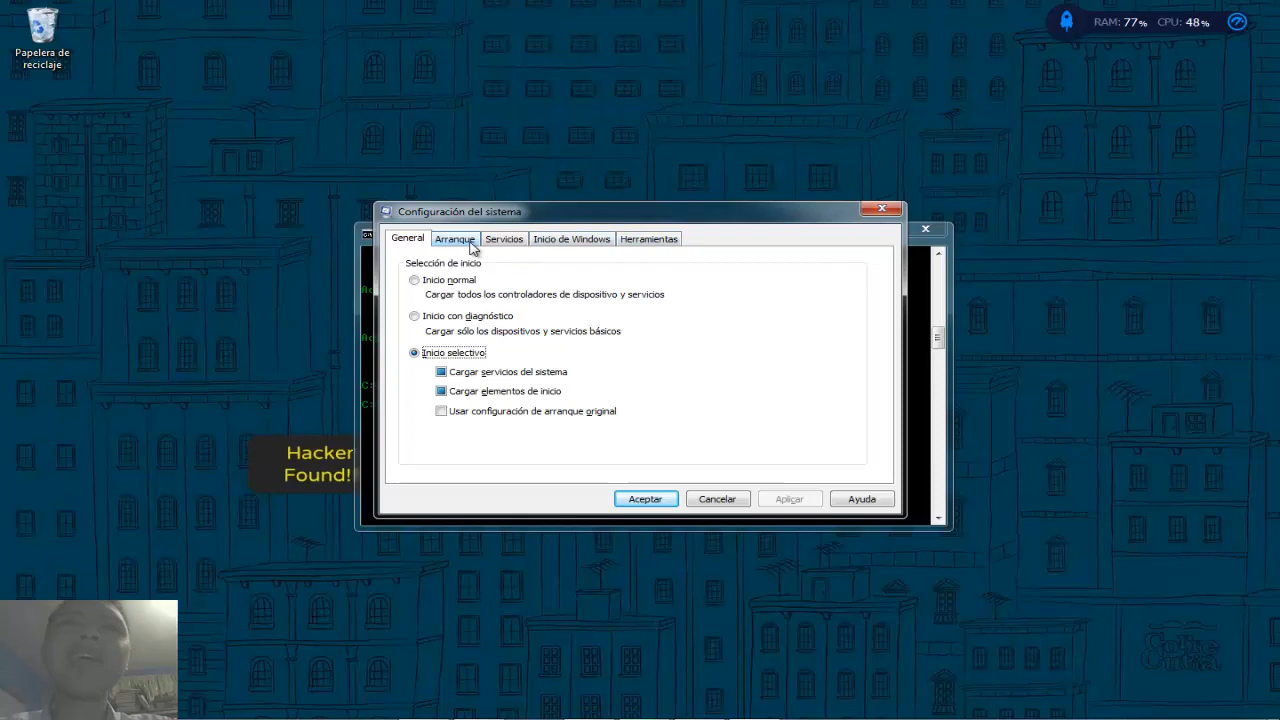 Papelera de
reciclaje
RAM: 77% CPU: 48%
Configuración del sistema
General Arranque Servicios Inicio de Windows Herramientas
Selección de inicio
Inicio normal
Cargar todos los controladores de dispositivo y servicios
Inicio con diagnóstico
Cargar sólo los dispositivos y servicios básicos
Inicio selectivo
Cargar servicios del sistema
Cargar elementos de inicio
Usar configuración de arranque original
Hacker
Found!
Aceptar Cancelar Aplicar Ayuda